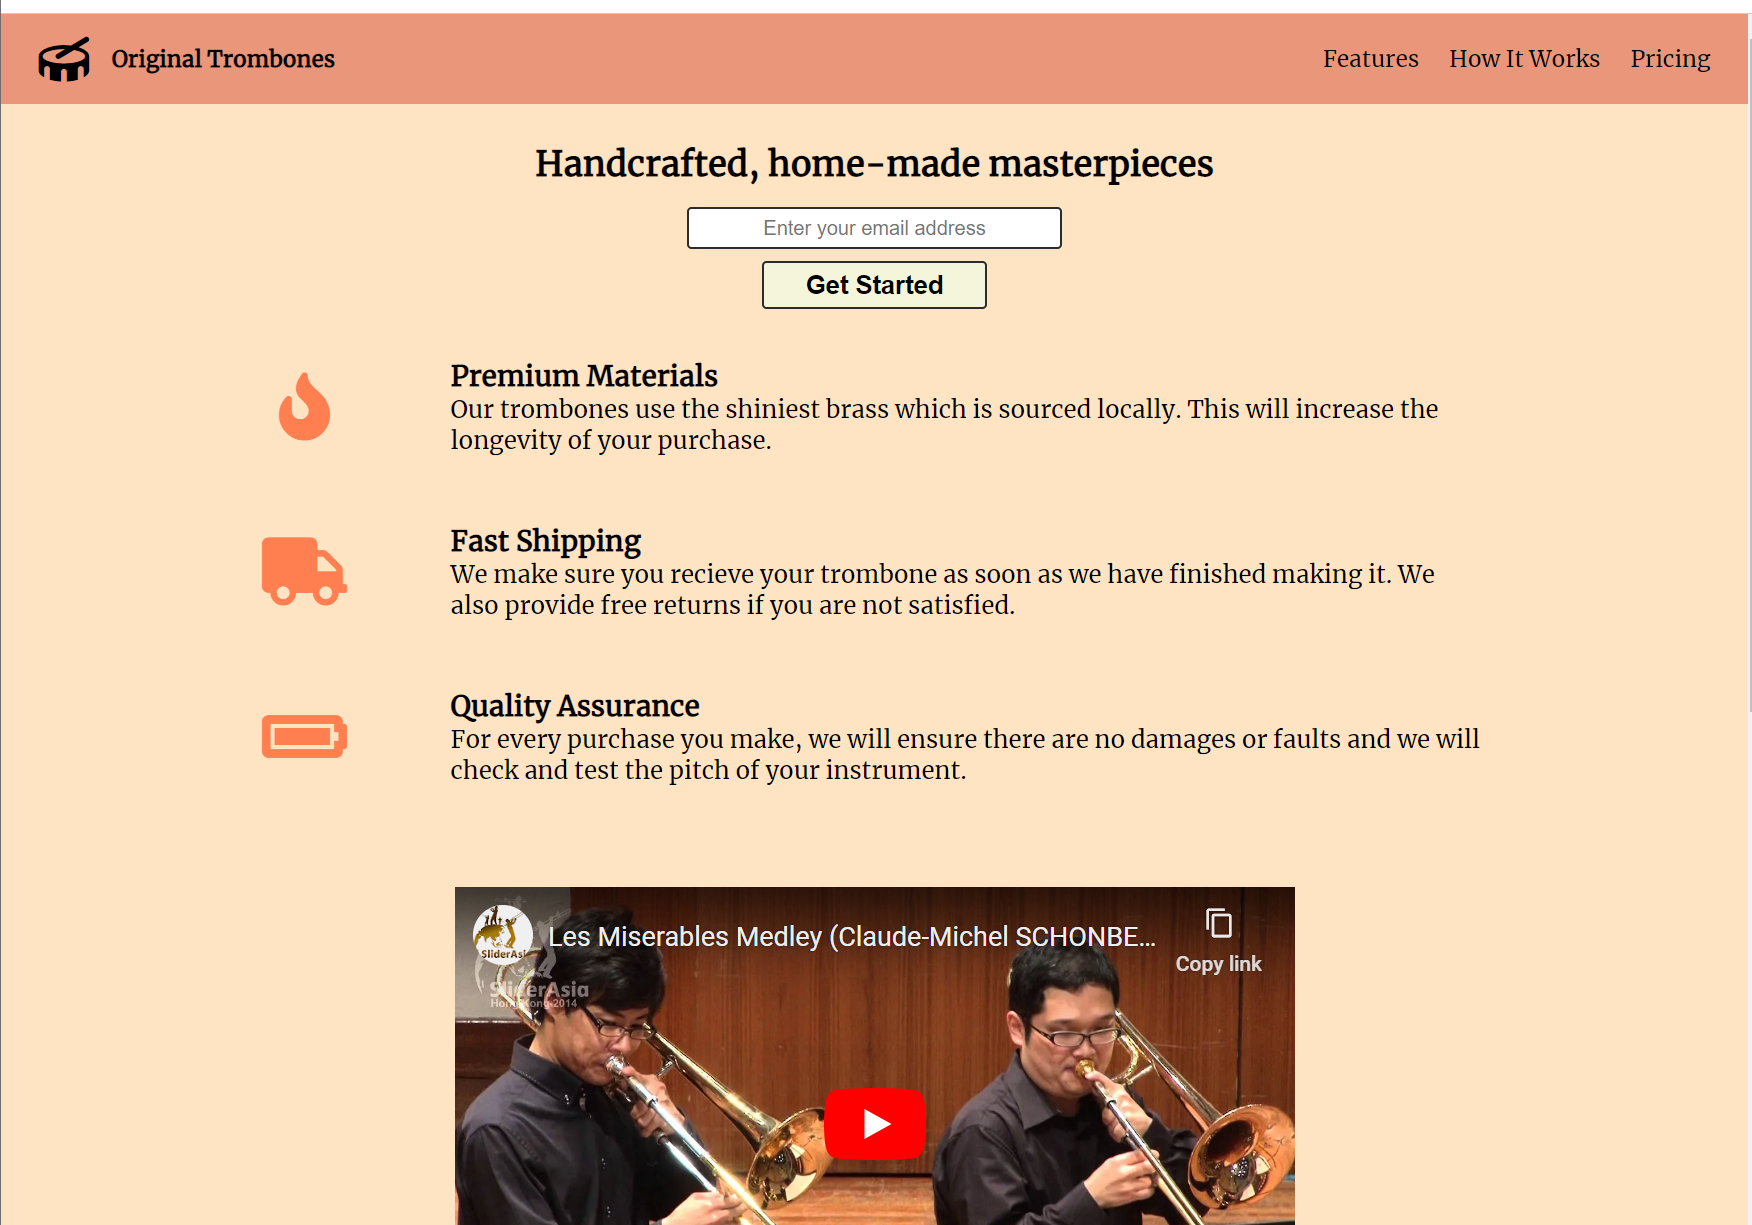 Original Trombones
Features
How It Works
Pricing
Handcrafted, home-made masterpieces
Enter your email address
Get Started
Premium Materials
Our trombones use the shiniest brass which is sourced locally. This will increase the
longevity of your purchase.
Fast Shipping
We make sure you recieve your trombone as soon as we have finished making it. We
also provide free returns if you are not satisfied.
Quality Assurance
For every purchase you make, we will ensure there are no damages or faults and we will
check and test the pitch of your instrument.
Les Miserables Medley (Claude-Michel SCHONBE...
Copy link
SliderAsi
SliderAsia
Hong Kong 2014